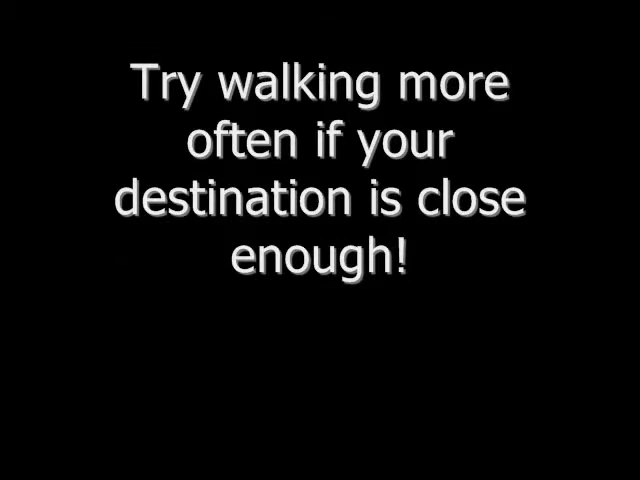 Try walking more
often if your
destination is close
enough!